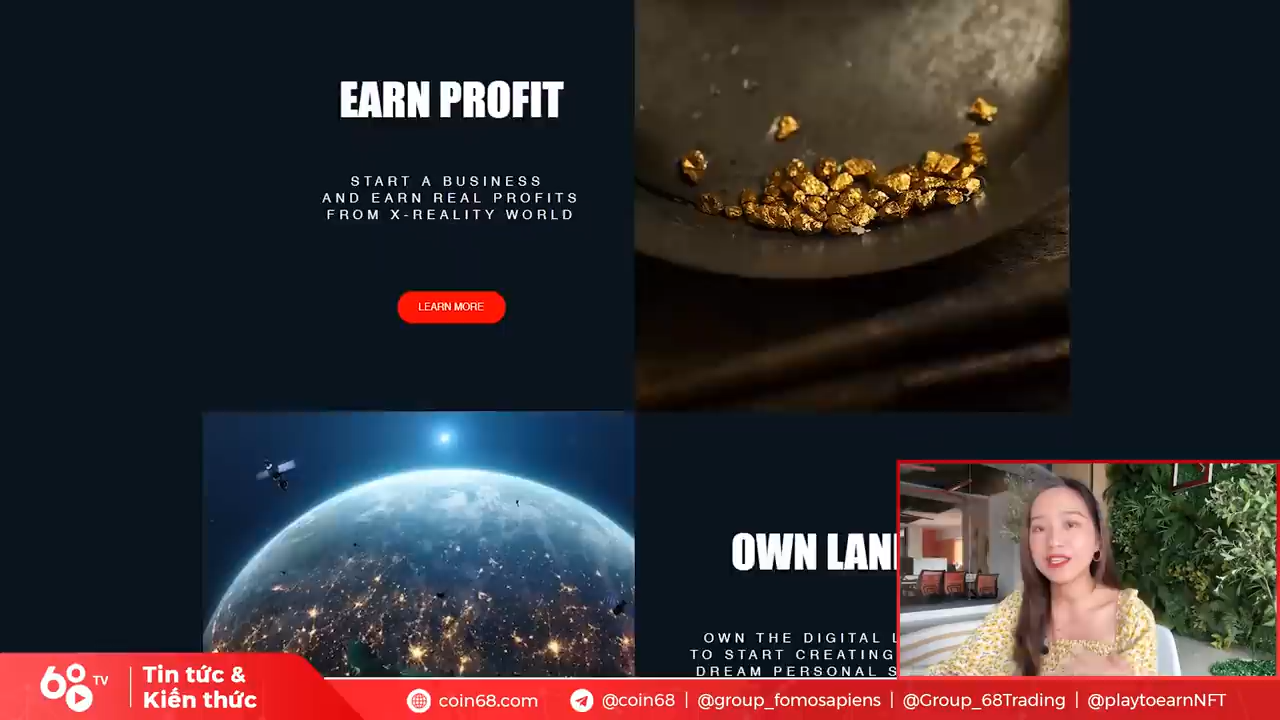 EARN PROFIT
START A BUSINESS
AND EARN REAL PROFITS
FROM X-REALITY WORLD
LEARN MORE
OWN LAN
OWN THE DIGITAL L
TO START CREATING
DREAM PERSONAL S
68 TV
Tin tức &
Kiến thức
coin68.com
@coin68 | @group_fomosapiens | @Group_68Trading | @playtoearnNFT